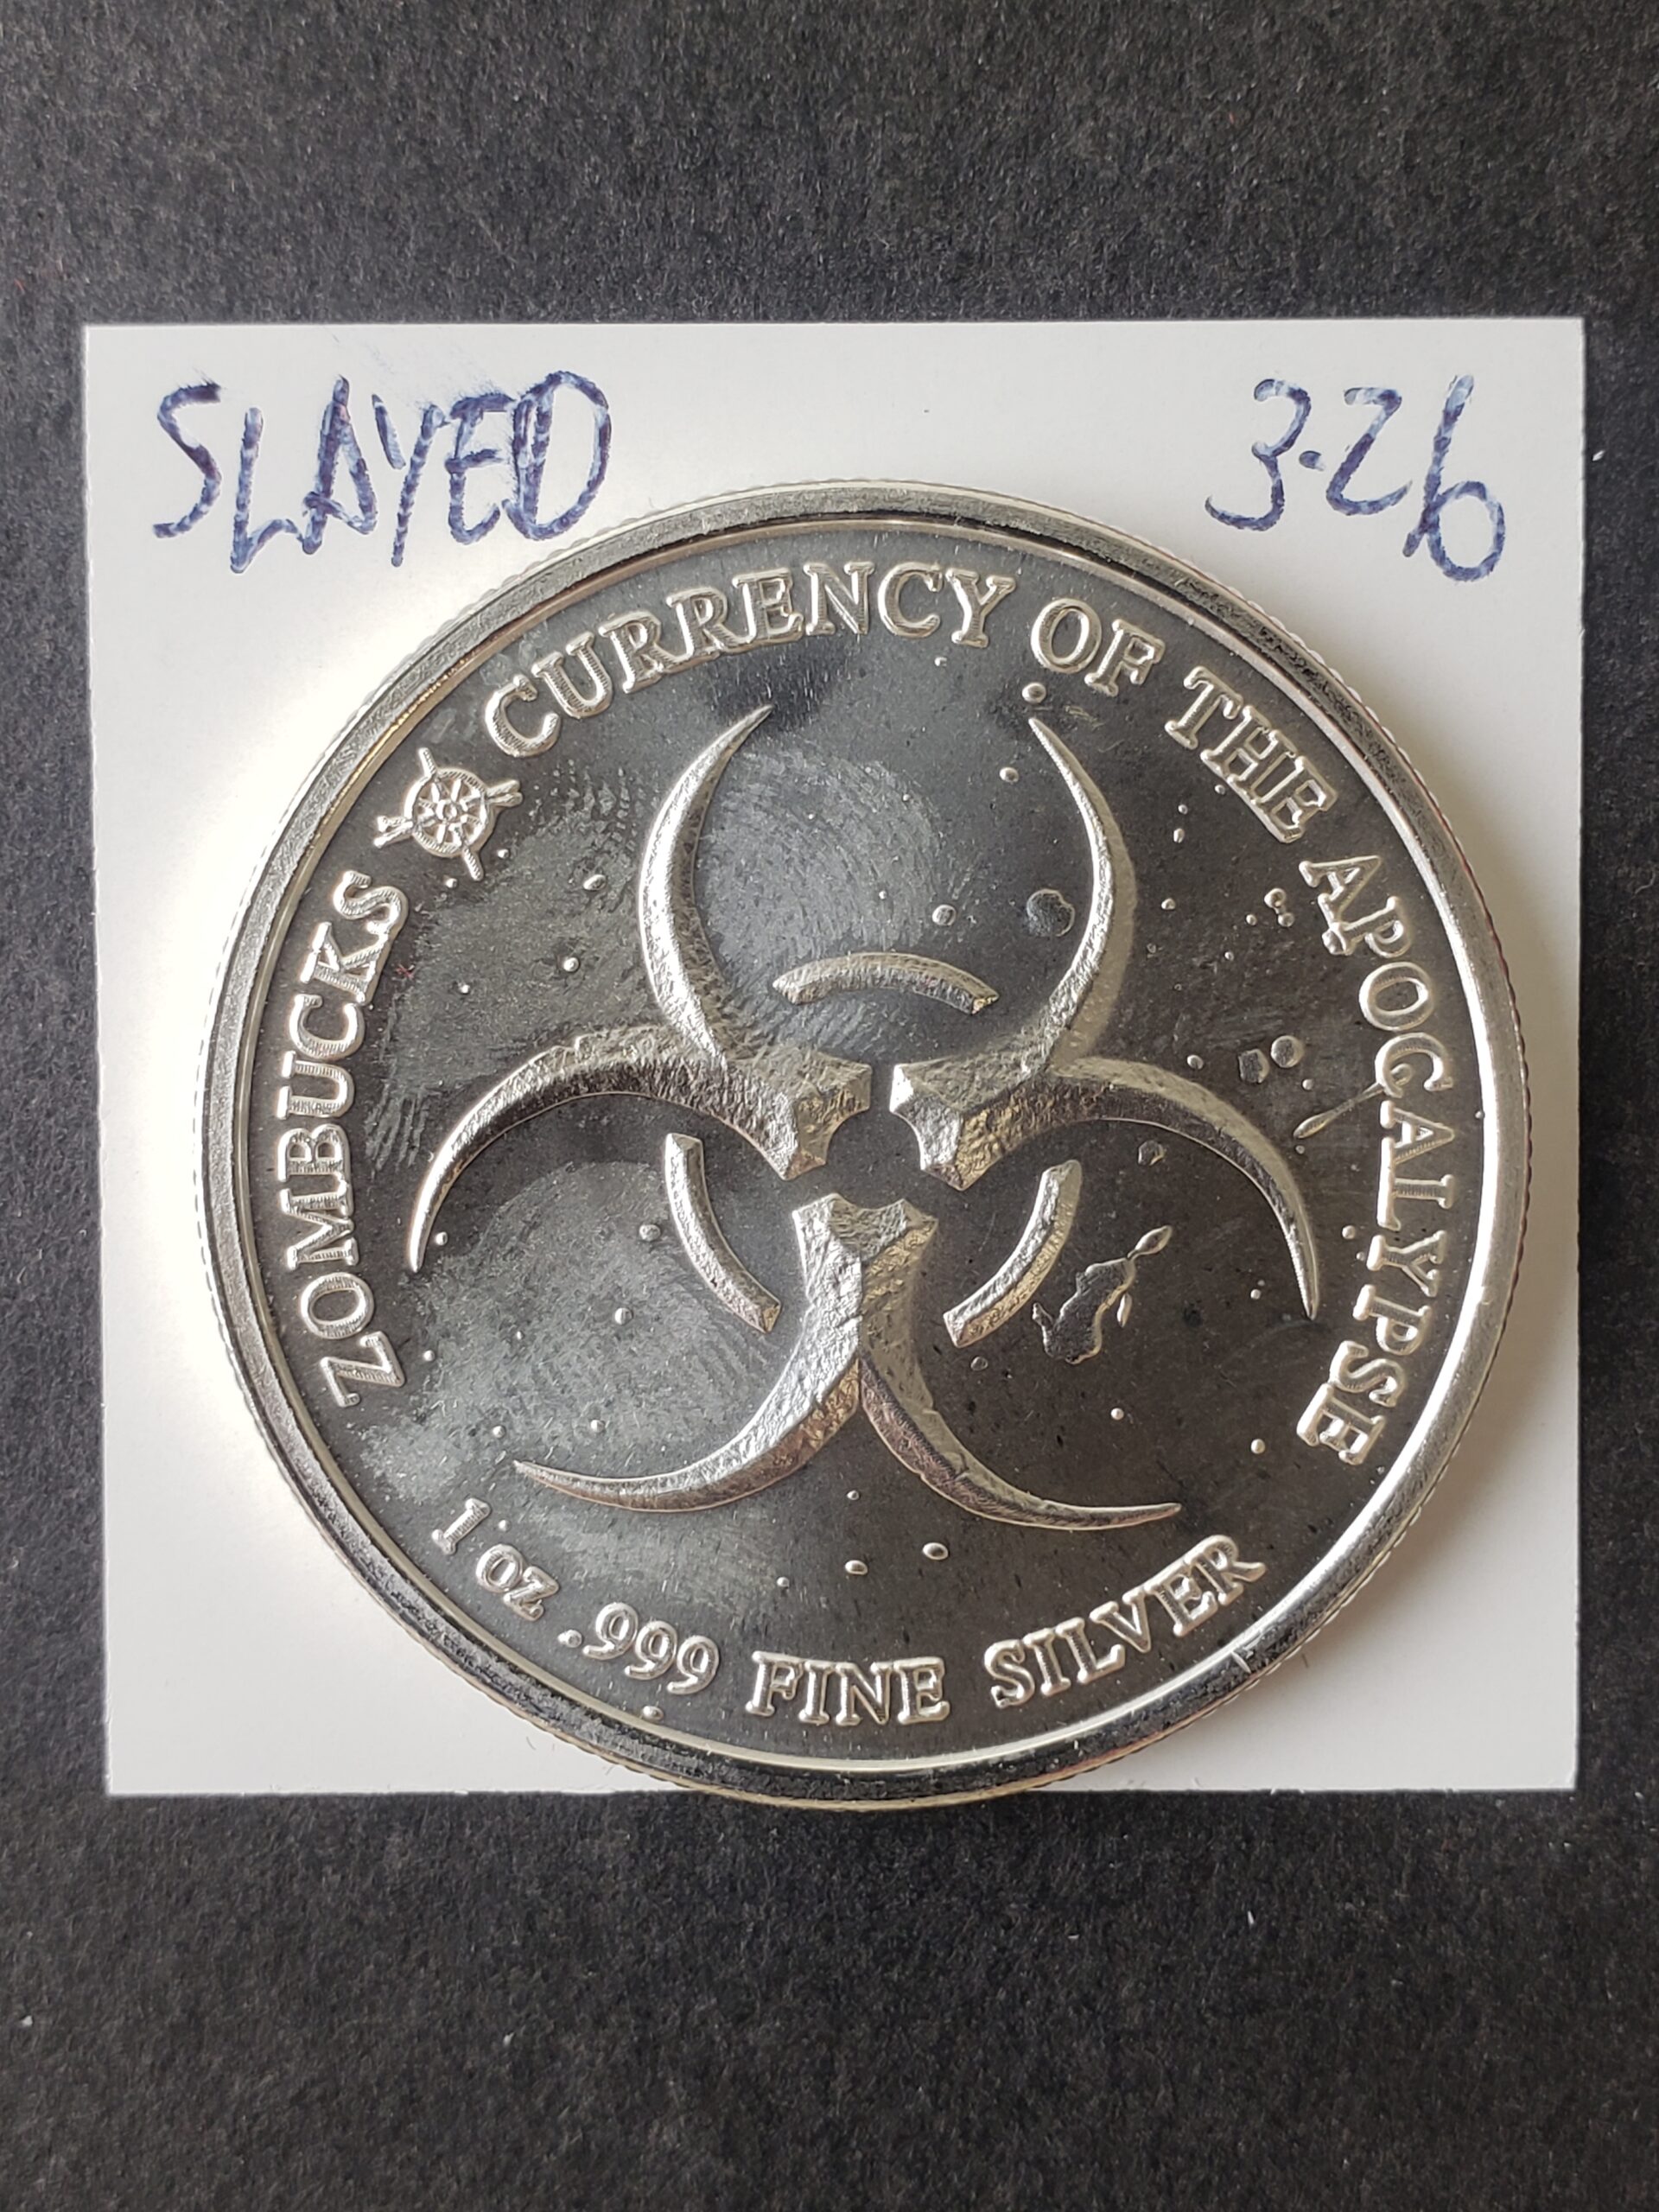 SLAYED 3-26
ZOMBUCKS CURRENCY OF THE APOCALYPSE
1 OZ .999 FINE SILVER